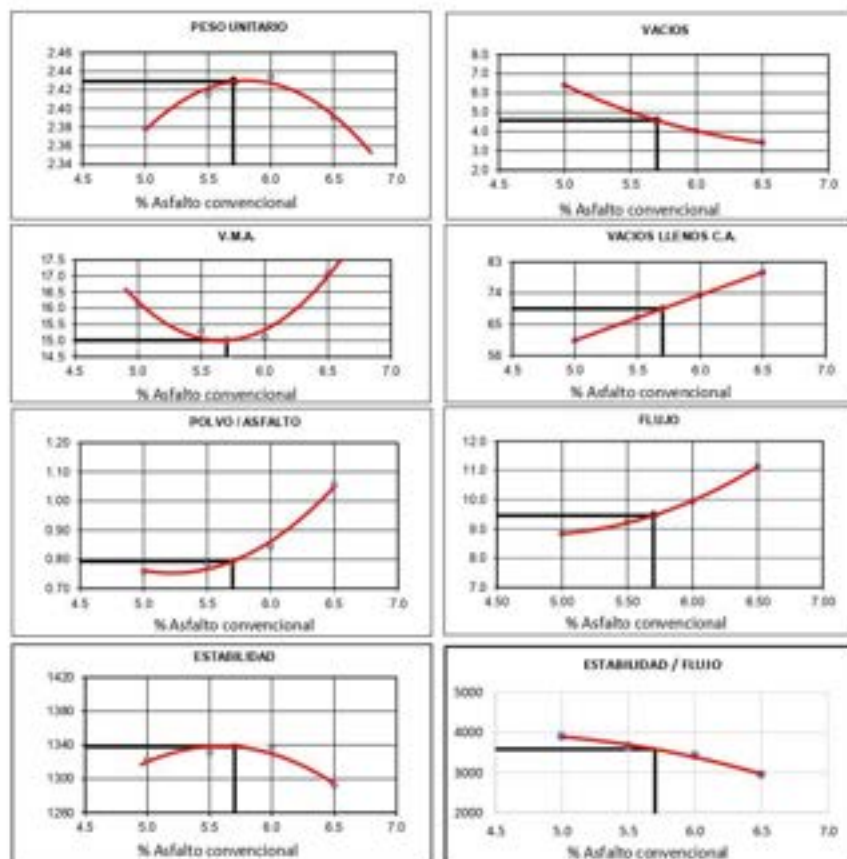 PESO UNITARIO
2.46
2.44
2.42
2.40
2.38
2.36
2.34
4.5 5.0 5.5 6.0 6.5 7.0
% Asfalto convencional
VACIOS
8.0
7.0
6.0
5.0
4.0
3.0
2.0
4.5 5.0 5.5 6.0 6.5 7.0
% Asfalto convencional
V.M.A.
17.5
17.0
16.5
16.0
15.5
15.0
14.5
4.5 5.0 5.5 6.0 6.5 7.0
% Asfalto convencional
VACIOS LLENOS C.A.
83
74
65
56
4.5 5.0 5.5 6.0 6.5 7.0
% Asfalto convencional
POLVO / ASFALTO
1.20
1.10
1.00
0.90
0.80
0.70
4.5 5.0 5.5 6.0 6.5 7.0
% Asfalto convencional
FLUJO
12.0
11.0
10.0
9.0
8.0
7.0
4.50 5.00 5.50 6.00 6.50 7.00
% Asfalto convencional
ESTABILIDAD
1420
1380
1340
1300
1260
4.5 5.0 5.5 6.0 6.5 7.0
% Asfalto convencional
ESTABILIDAD / FLUJO
5000
4000
3000
2000
4.5 5.0 5.5 6.0 6.5 7.0
% Asfalto convencional